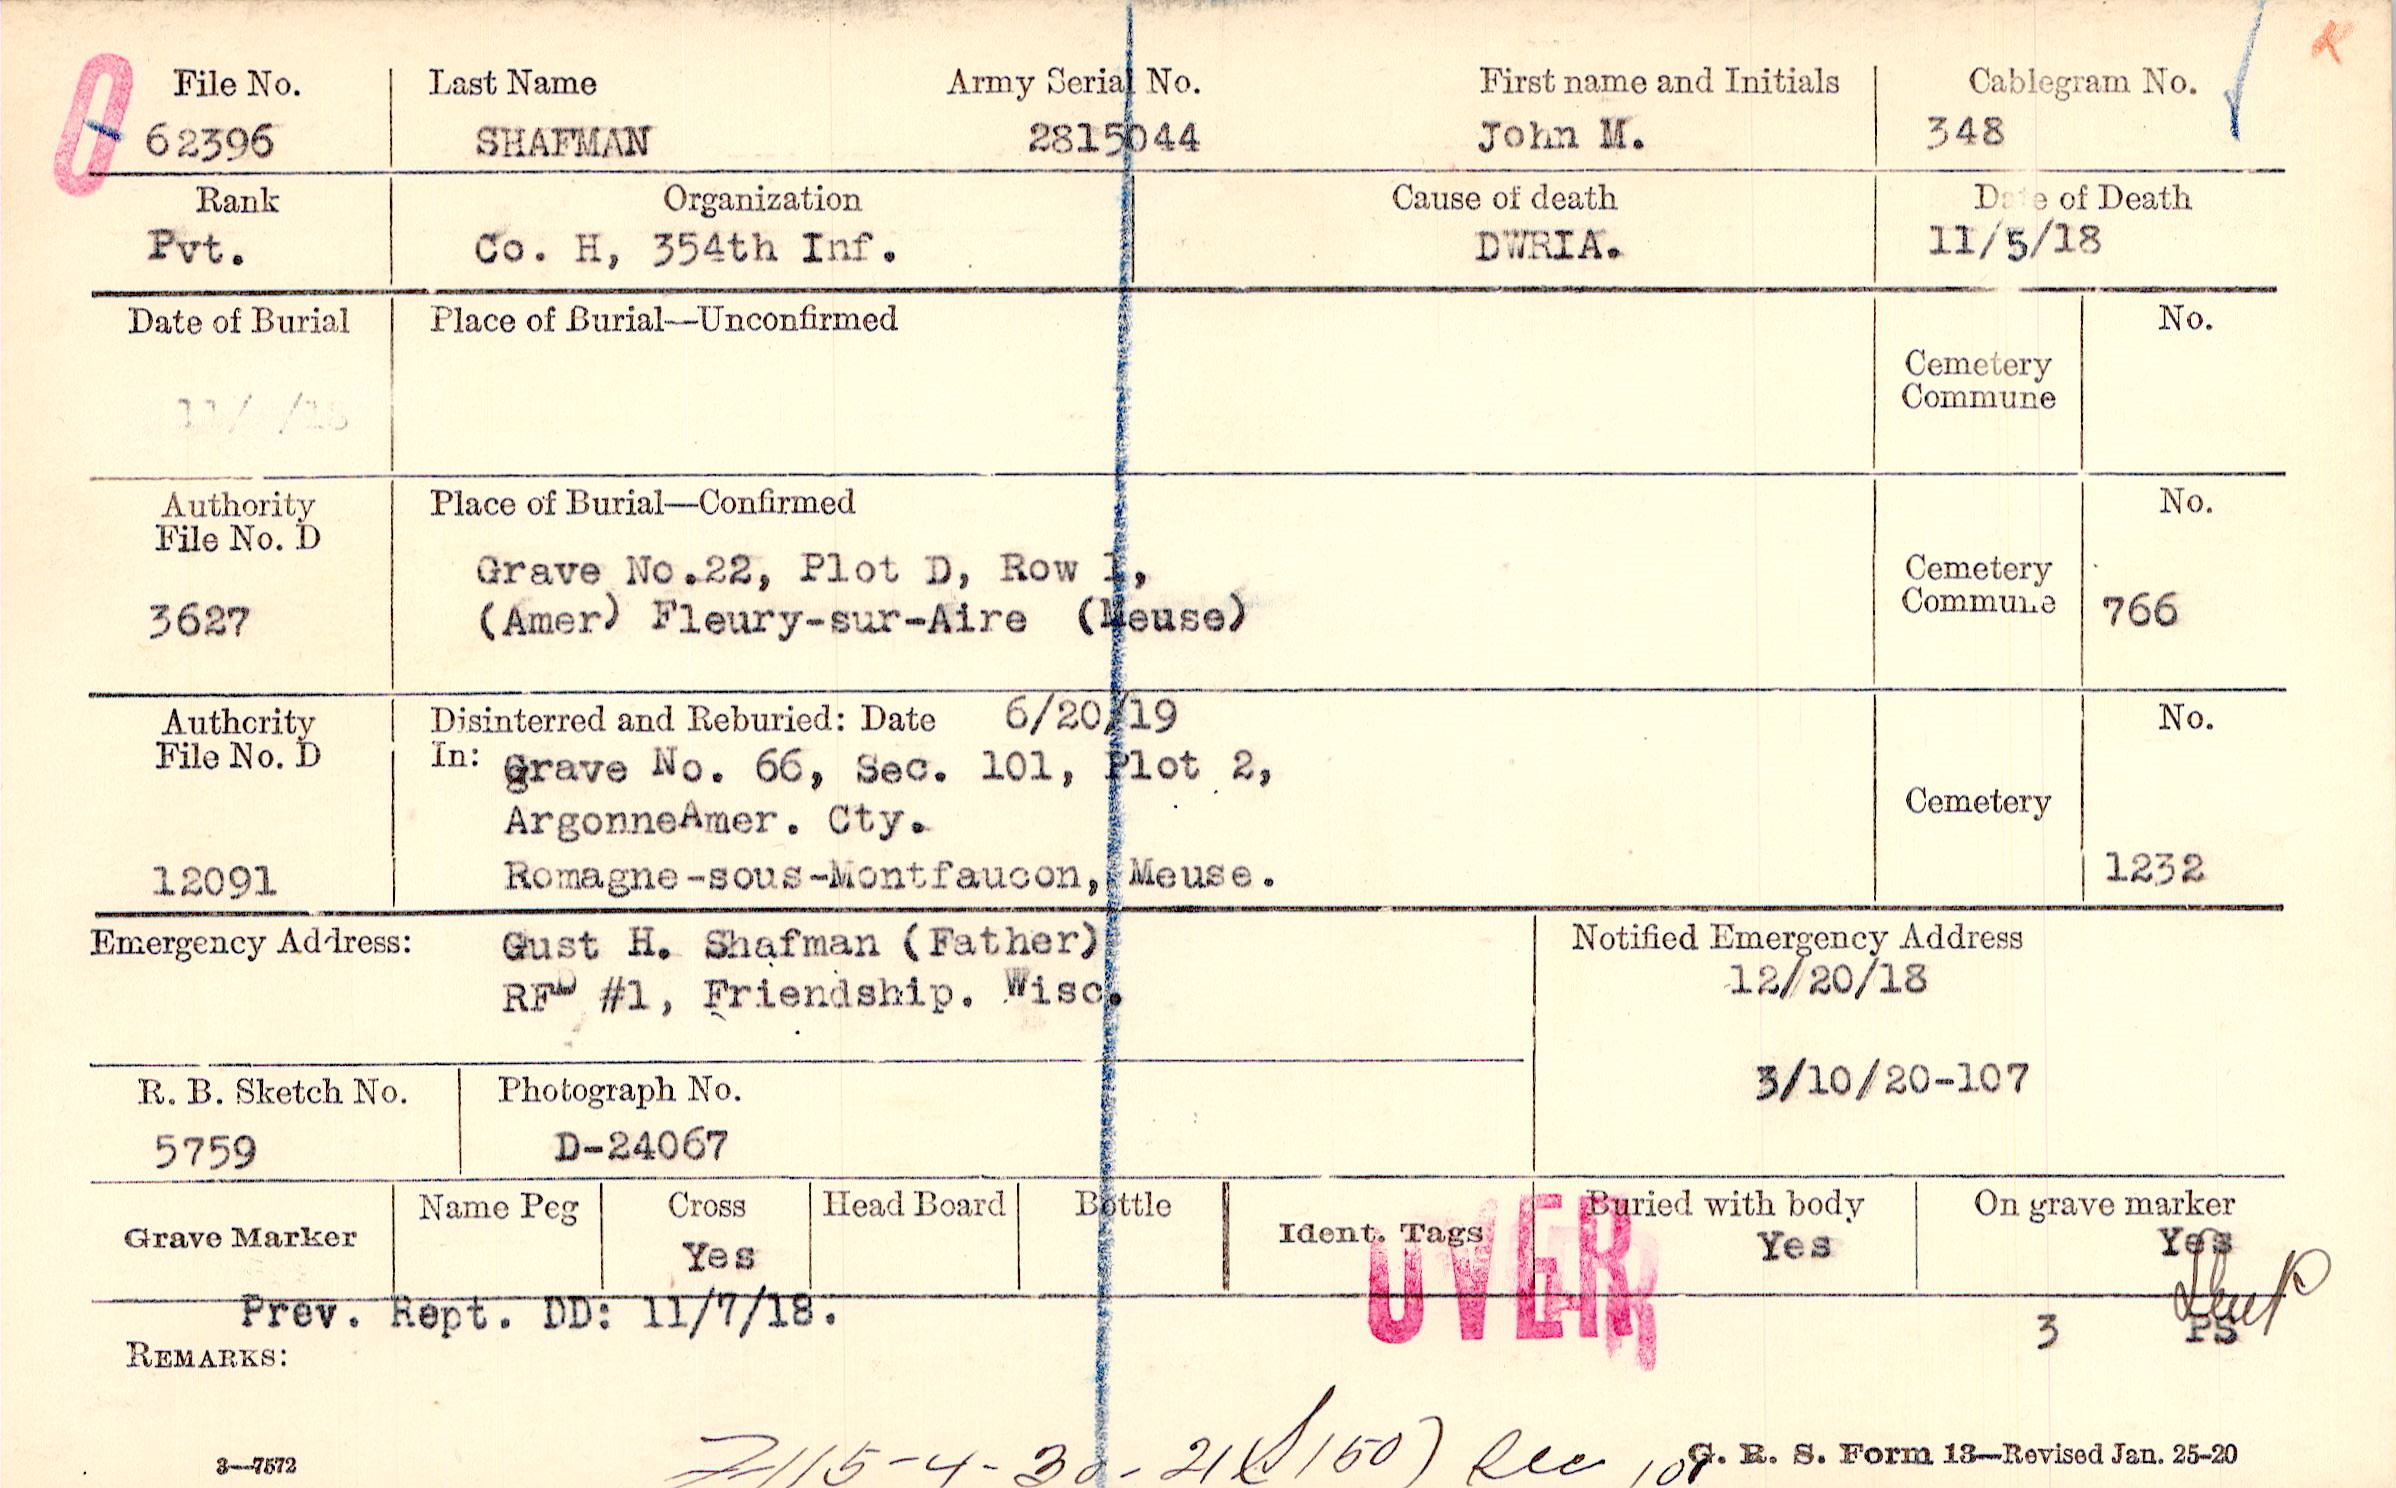 File No. Last Name Army Serial No. First name and Initials Cablegram No.
62396 SHAFMAN 2815044 John M. 348
Rank Organization Cause of death Date of Death
Pvt. Co. H, 354th Inf. DWRIA. 11/5/18
Date of Burial Place of Burial—Unconfirmed No.
Cemetery
Commune
Authority Place of Burial—Confirmed No.
File No. D
Grave No.22, Plot D, Row 1, Cemetery
3627 (Amer) Fleury-sur-Aire (Meuse) Commune 766
Authority Disinterred and Reburied: Date 6/20/19 No.
File No. D In: Grave No. 66, Sec. 101, Plot 2,
ArgonneAmer. Cty. Cemetery
12091 Romagne-sous-Montfaucon, Meuse. 1232
Emergency Address: Gust H. Shafman (Father) Notified Emergency Address
RFD #1, Friendship. Wisc. 12/20/18
3/10/20-107
R. B. Sketch No. Photograph No.
5759 D-24067
Grave Marker Name Peg Cross Head Board Bottle Ident. Tags Buried with body On grave marker
Yes Yes Yes
OVER
Prev. Rept. DD: 11/7/18. 3 PS
REMARKS:
3—7572 G. R. S. Form 13—Revised Jan. 25-20